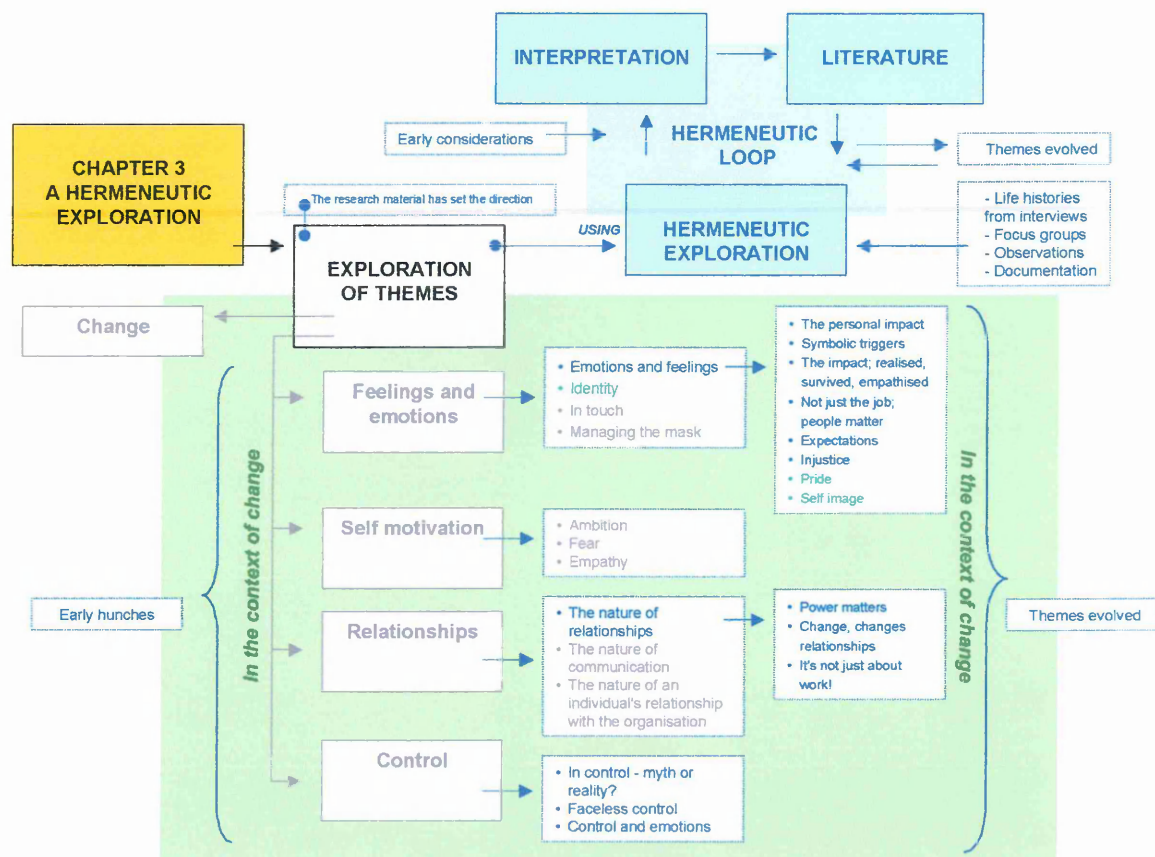 INTERPRETATION
LITERATURE
Early considerations
HERMENEUTIC
LOOP
Themes evolved
CHAPTER 3
A HERMENEUTIC
EXPLORATION
The research material has set the direction
USING
HERMENEUTIC
EXPLORATION
- Life histories
from interviews
- Focus groups
- Observations
- Documentation
EXPLORATION
OF THEMES
Change
Feelings and
emotions
• Emotions and feelings
• Identity
• In touch
• Managing the mask
• The personal impact
• Symbolic triggers
• The impact; realised,
survived, empathised
• Not just the job;
people matter
• Expectations
• Injustice
• Pride
• Self image
In the context of change
In the context of change
Self motivation
• Ambition
• Fear
• Empathy
Early hunches
Relationships
• The nature of
relationships
• The nature of
communication
• The nature of an
individual's relationship
with the organisation
• Power matters
• Change, changes
relationships
• It's not just about
work!
Themes evolved
Control
• In control - myth or
reality?
• Faceless control
• Control and emotions